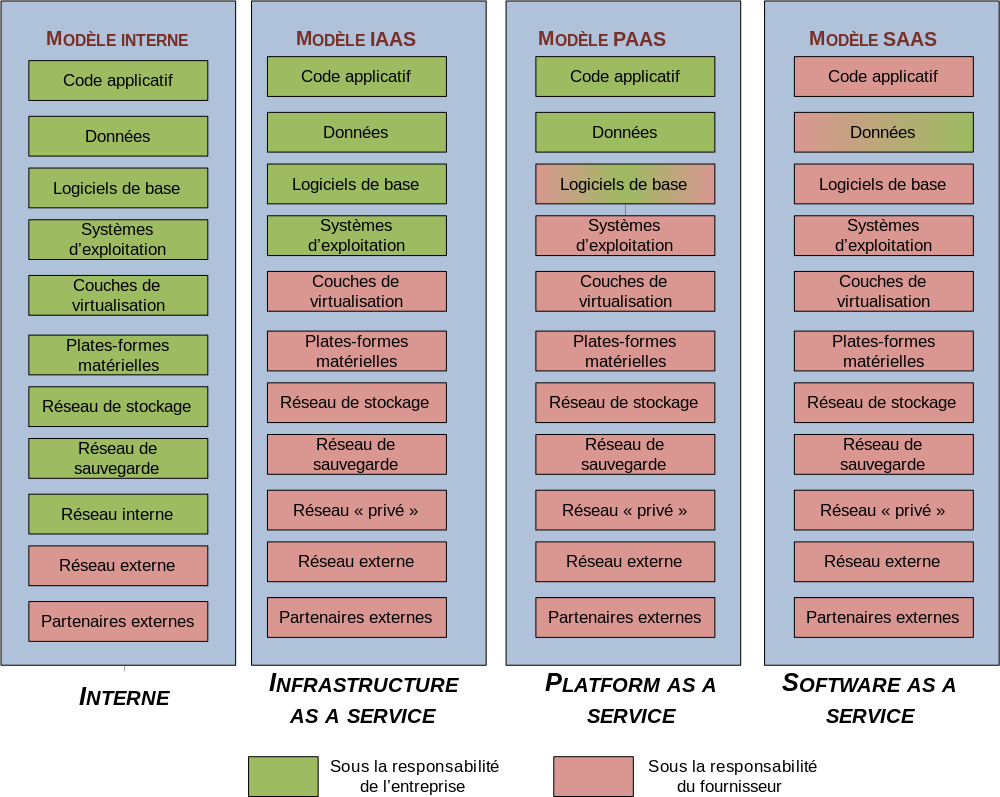 MODÈLE INTERNE
Code applicatif
Données
Logiciels de base
Systèmes
d’exploitation
Couches de
virtualisation
Plates-formes
matérielles
Réseau de stockage
Réseau de
sauvegarde
Réseau interne
Réseau externe
Partenaires externes
INTERNE
MODÈLE IAAS
Code applicatif
Données
Logiciels de base
Systèmes
d’exploitation
Couches de
virtualisation
Plates-formes
matérielles
Réseau de stockage
Réseau de
sauvegarde
Réseau « privé »
Réseau externe
Partenaires externes
INFRASTRUCTURE
AS A SERVICE
MODÈLE PAAS
Code applicatif
Données
Logiciels de base
Systèmes
d’exploitation
Couches de
virtualisation
Plates-formes
matérielles
Réseau de stockage
Réseau de
sauvegarde
Réseau « privé »
Réseau externe
Partenaires externes
PLATFORM AS A
SERVICE
MODÈLE SAAS
Code applicatif
Données
Logiciels de base
Systèmes
d’exploitation
Couches de
virtualisation
Plates-formes
matérielles
Réseau de stockage
Réseau de
sauvegarde
Réseau « privé »
Réseau externe
Partenaires externes
SOFTWARE AS A
SERVICE
Sous la responsabilité
de l’entreprise
Sous la responsabilité
du fournisseur